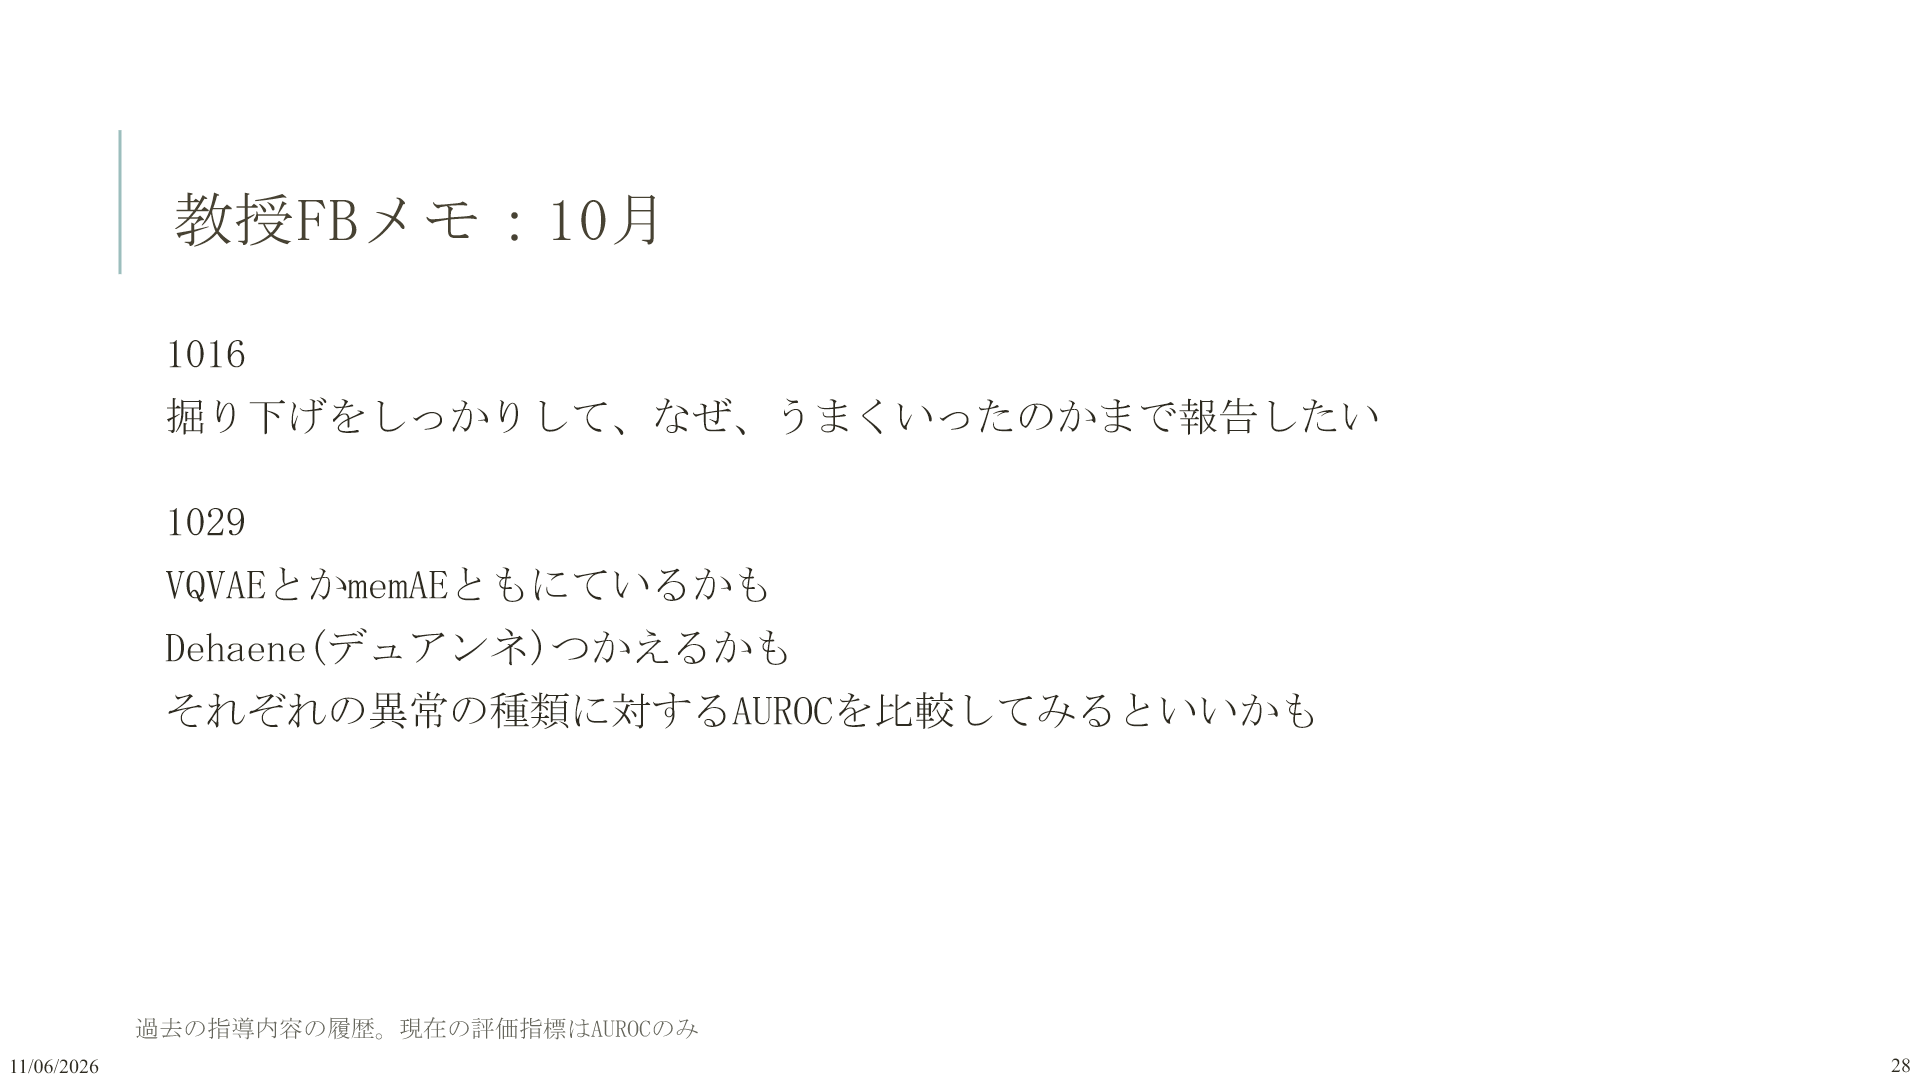 教授FBメモ：10月
1016
掘り下げをしっかりして、なぜ、うまくいったのかまで報告したい
1029
VQVAEとかmemAEともにているかも
Dehaene(デュアンネ)つかえるかも
それぞれの異常の種類に対するAUROCを比較してみるといいかも
過去の指導内容の履歴。現在の評価指標はAUROCのみ
11/06/2026
28